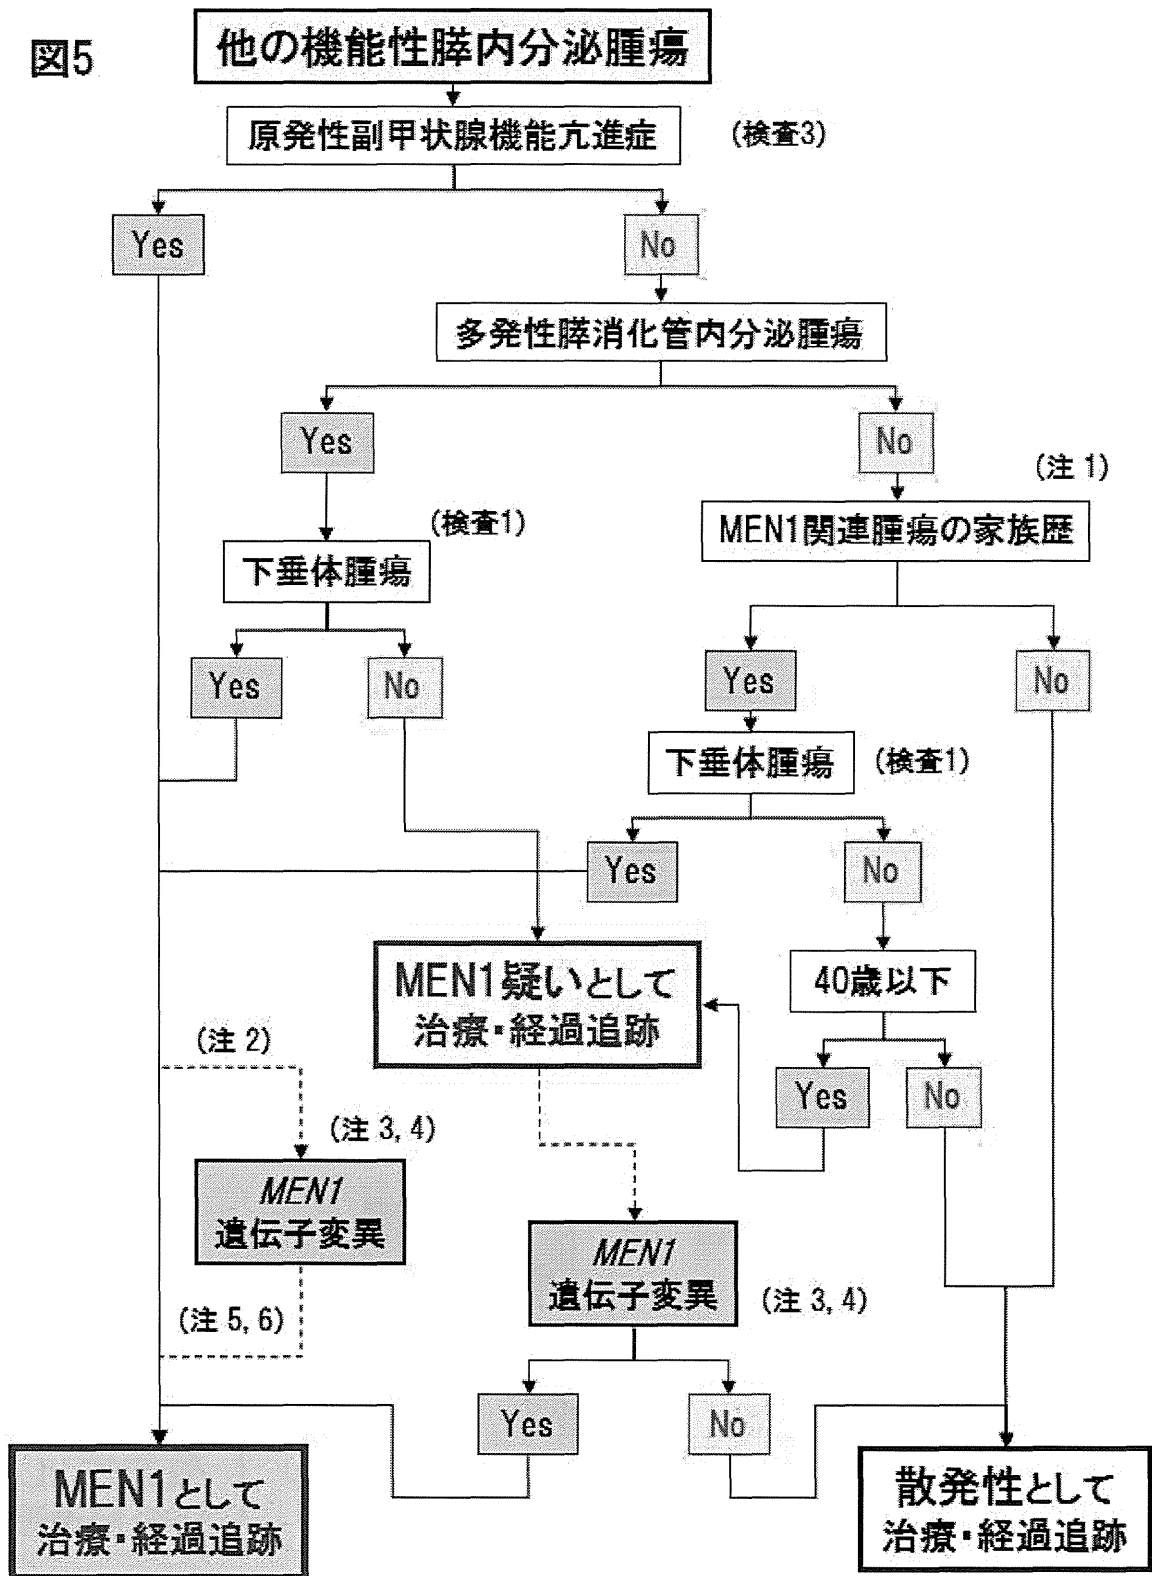 図5
他の機能性膵内分泌腫瘍
原発性副甲状腺機能亢進症
(検査3)
Yes
No
多発性膵消化管内分泌腫瘍
Yes
No
(注 1)
(検査1)
MEN1関連腫瘍の家族歴
下垂体腫瘍
Yes
No
Yes
No
下垂体腫瘍
(検査1)
Yes
No
MEN1疑いとして
治療・経過追跡
40歳以下
(注 2)
Yes
No
(注 3, 4)
MEN1
遺伝子変異
MEN1
遺伝子変異
(注 3, 4)
(注 5, 6)
Yes
No
MEN1として
治療・経過追跡
散発性として
治療・経過追跡